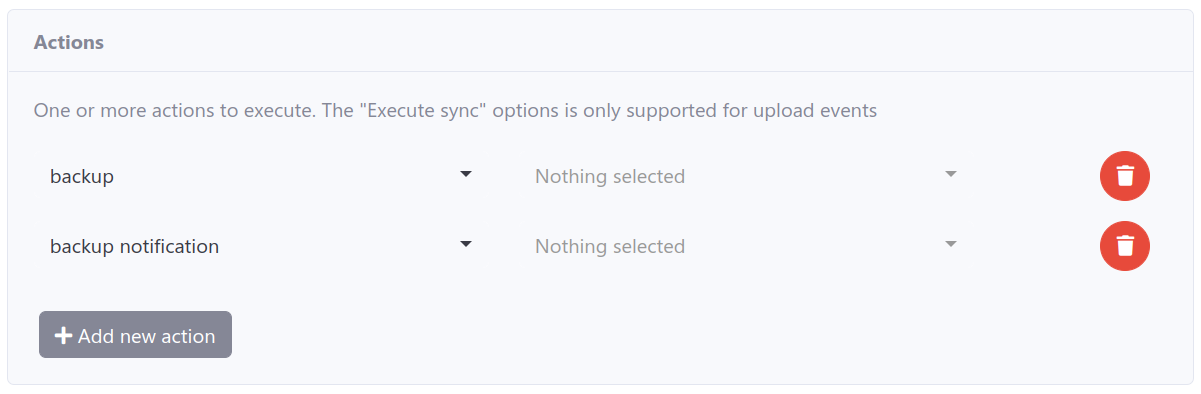 Actions
One or more actions to execute. The "Execute sync" options is only supported for upload events
backup Nothing selected
backup notification Nothing selected
Add new action